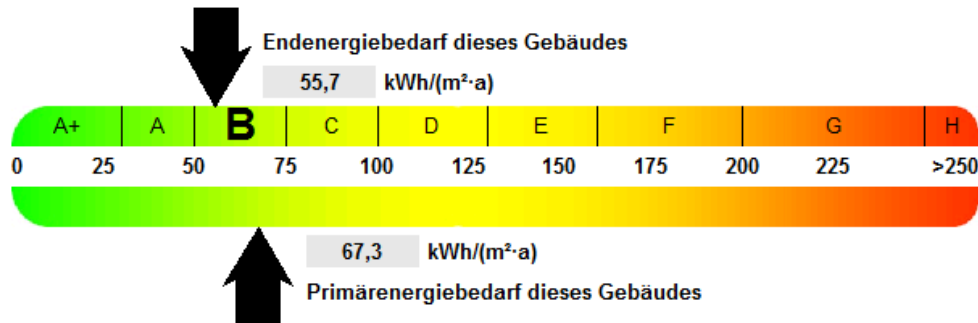 Endenergiebedarf dieses Gebäudes
55,7 kWh/(m²·a)
A+ A B C D E F G H
0 25 50 75 100 125 150 175 200 225 >250
67,3 kWh/(m²·a)
Primärenergiebedarf dieses Gebäudes